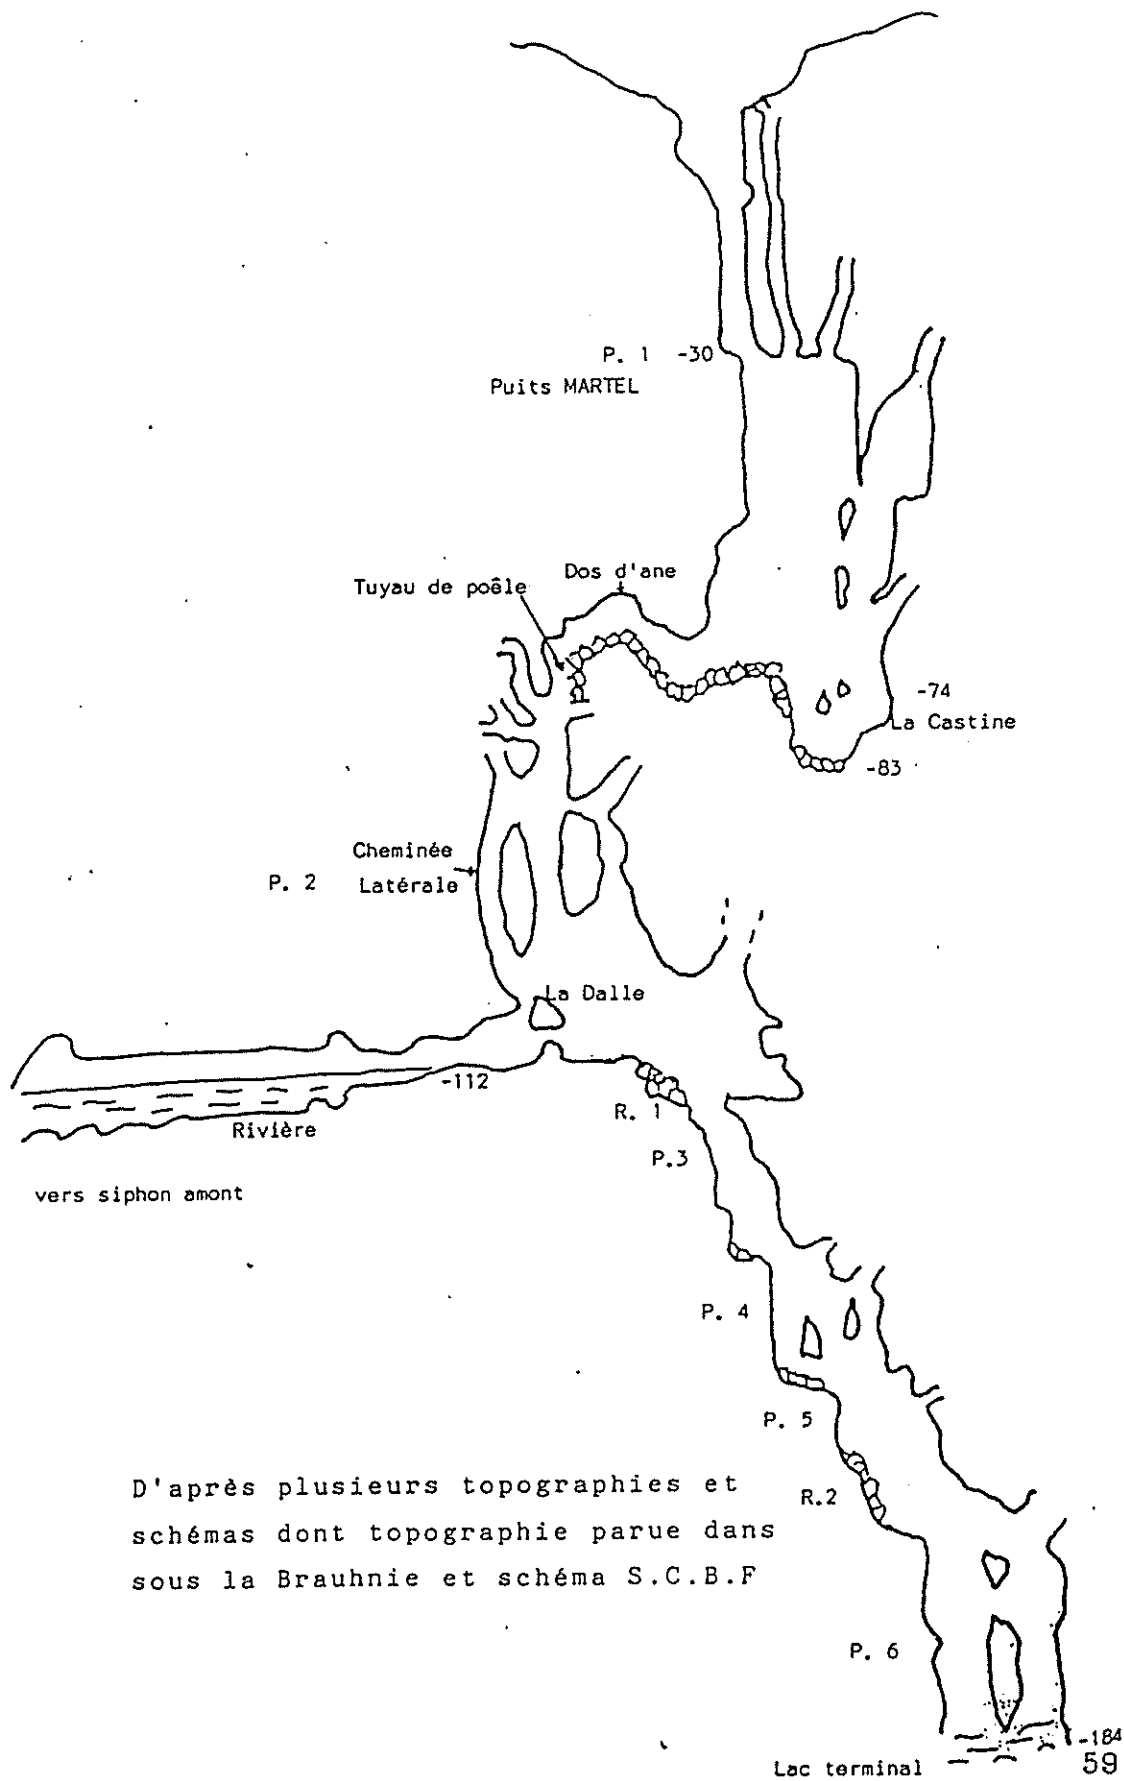 P. 1 -30
Puits MARTEL
Dos d'ane
Tuyau de poêle
-74
La Castine
-83
Cheminée
P. 2 Latérale
La Dalle
-112
R. 1
Rivière
P.3
vers siphon amont
P. 4
P. 5
D'après plusieurs topographies et
R.2
schémas dont topographie parue dans
sous la Brauhnie et schéma S.C.B.F
P. 6
-184
Lac terminal
59